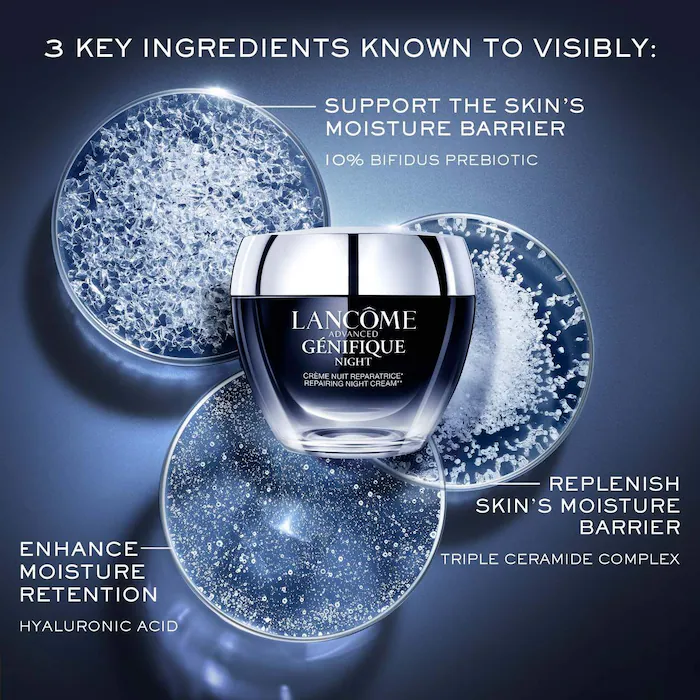 3 KEY INGREDIENTS KNOWN TO VISIBLY:
SUPPORT THE SKIN'S
MOISTURE BARRIER
10% BIFIDUS PREBIOTIC
LANCÔME
ADVANCED
GÉNIFIQUE
NIGHT
CRÈME NUIT REPARATRICE*
REPAIRING NIGHT CREAM**
REPLENISH
SKIN'S MOISTURE
BARRIER
TRIPLE CERAMIDE COMPLEX
ENHANCE
MOISTURE
RETENTION
HYALURONIC ACID